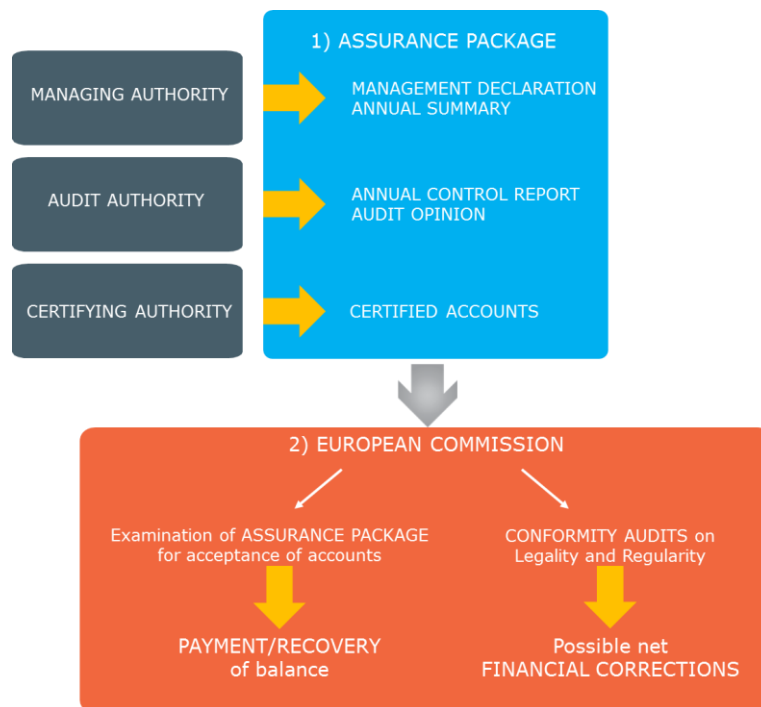 1) ASSURANCE PACKAGE
MANAGING AUTHORITY
MANAGEMENT DECLARATION
ANNUAL SUMMARY
AUDIT AUTHORITY
ANNUAL CONTROL REPORT
AUDIT OPINION
CERTIFYING AUTHORITY
CERTIFIED ACCOUNTS
2) EUROPEAN COMMISSION
Examination of ASSURANCE PACKAGE
for acceptance of accounts
CONFORMITY AUDITS on
Legality and Regularity
PAYMENT/RECOVERY
of balance
Possible net
FINANCIAL CORRECTIONS